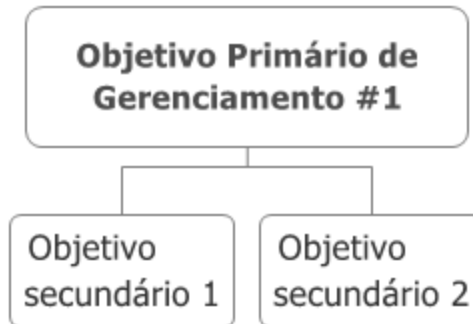 Objetivo Primário de
Gerenciamento #1
Objetivo
secundário 1
Objetivo
secundário 2